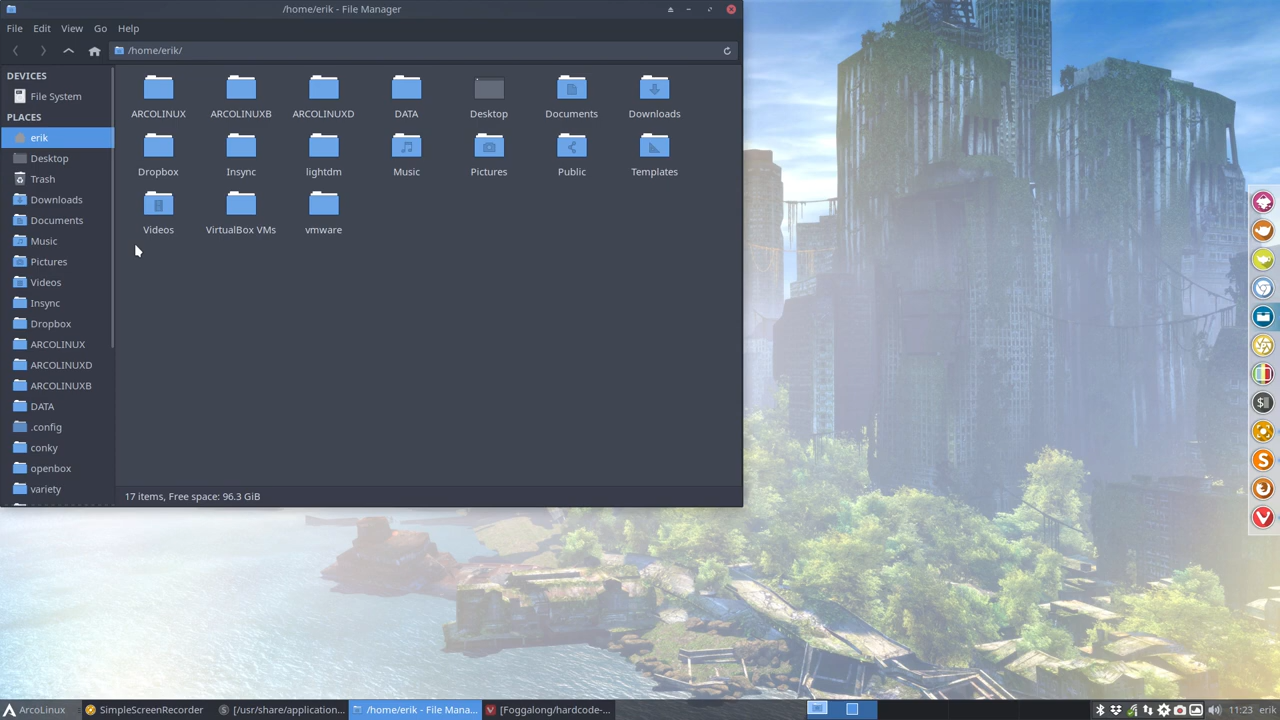 /home/erik - File Manager
File Edit View Go Help
/home/erik/
DEVICES
File System
PLACES
erik
Desktop
Trash
Downloads
Documents
Music
Pictures
Videos
Insync
Dropbox
ARCOLINUX
ARCOLINUXD
ARCOLINUXB
DATA
.config
conky
openbox
variety
ARCOLINUX ARCOLINUXB ARCOLINUXD DATA Desktop Documents Downloads
Dropbox Insync lightdm Music Pictures Public Templates
Videos VirtualBox VMs vmware
17 items, Free space: 96.3 GiB
ArcoLinux SimpleScreenRecorder [/usr/share/application... /home/erik - File Mana... [Foggalong/hardcode-... 11:23 erik